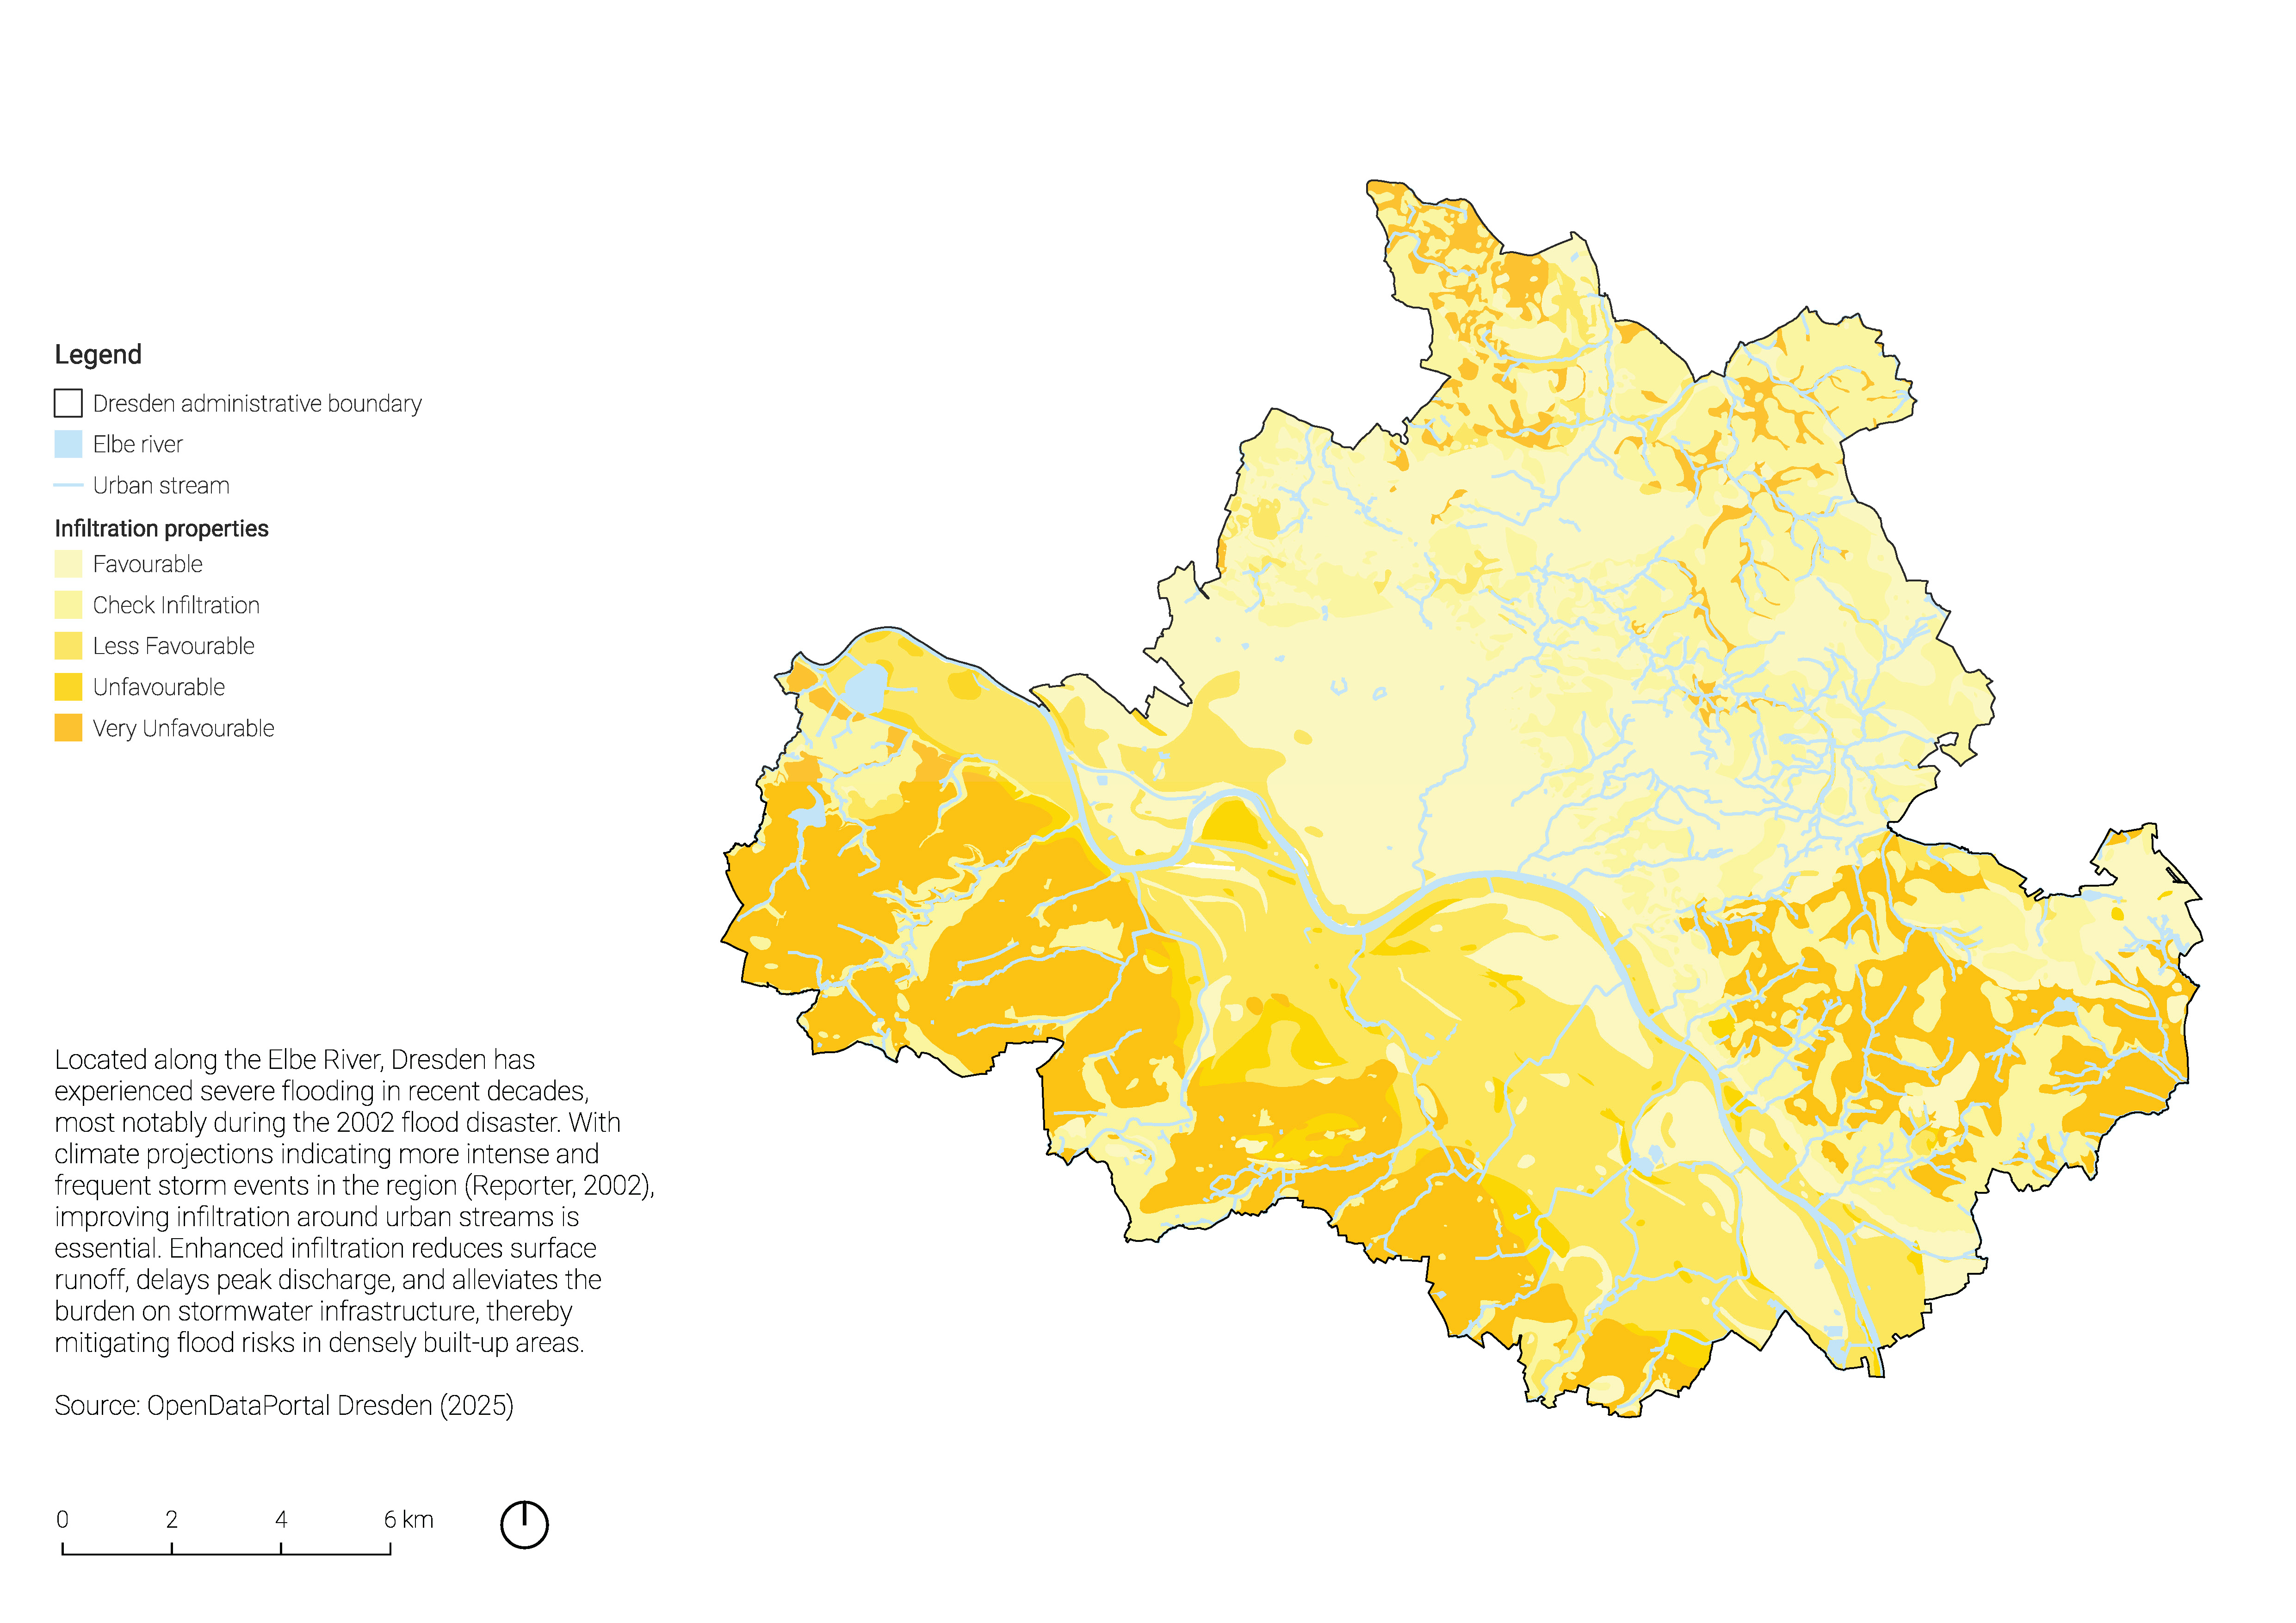 Legend
Dresden administrative boundary
Elbe river
Urban stream
Infiltration properties
Favourable
Check Infiltration
Less Favourable
Unfavourable
Very Unfavourable
Located along the Elbe River, Dresden has
experienced severe flooding in recent decades,
most notably during the 2002 flood disaster. With
climate projections indicating more intense and
frequent storm events in the region (Reporter, 2002),
improving infiltration around urban streams is
essential. Enhanced infiltration reduces surface
runoff, delays peak discharge, and alleviates the
burden on stormwater infrastructure, thereby
mitigating flood risks in densely built-up areas.
Source: OpenDataPortal Dresden (2025)
0 2 4 6 km